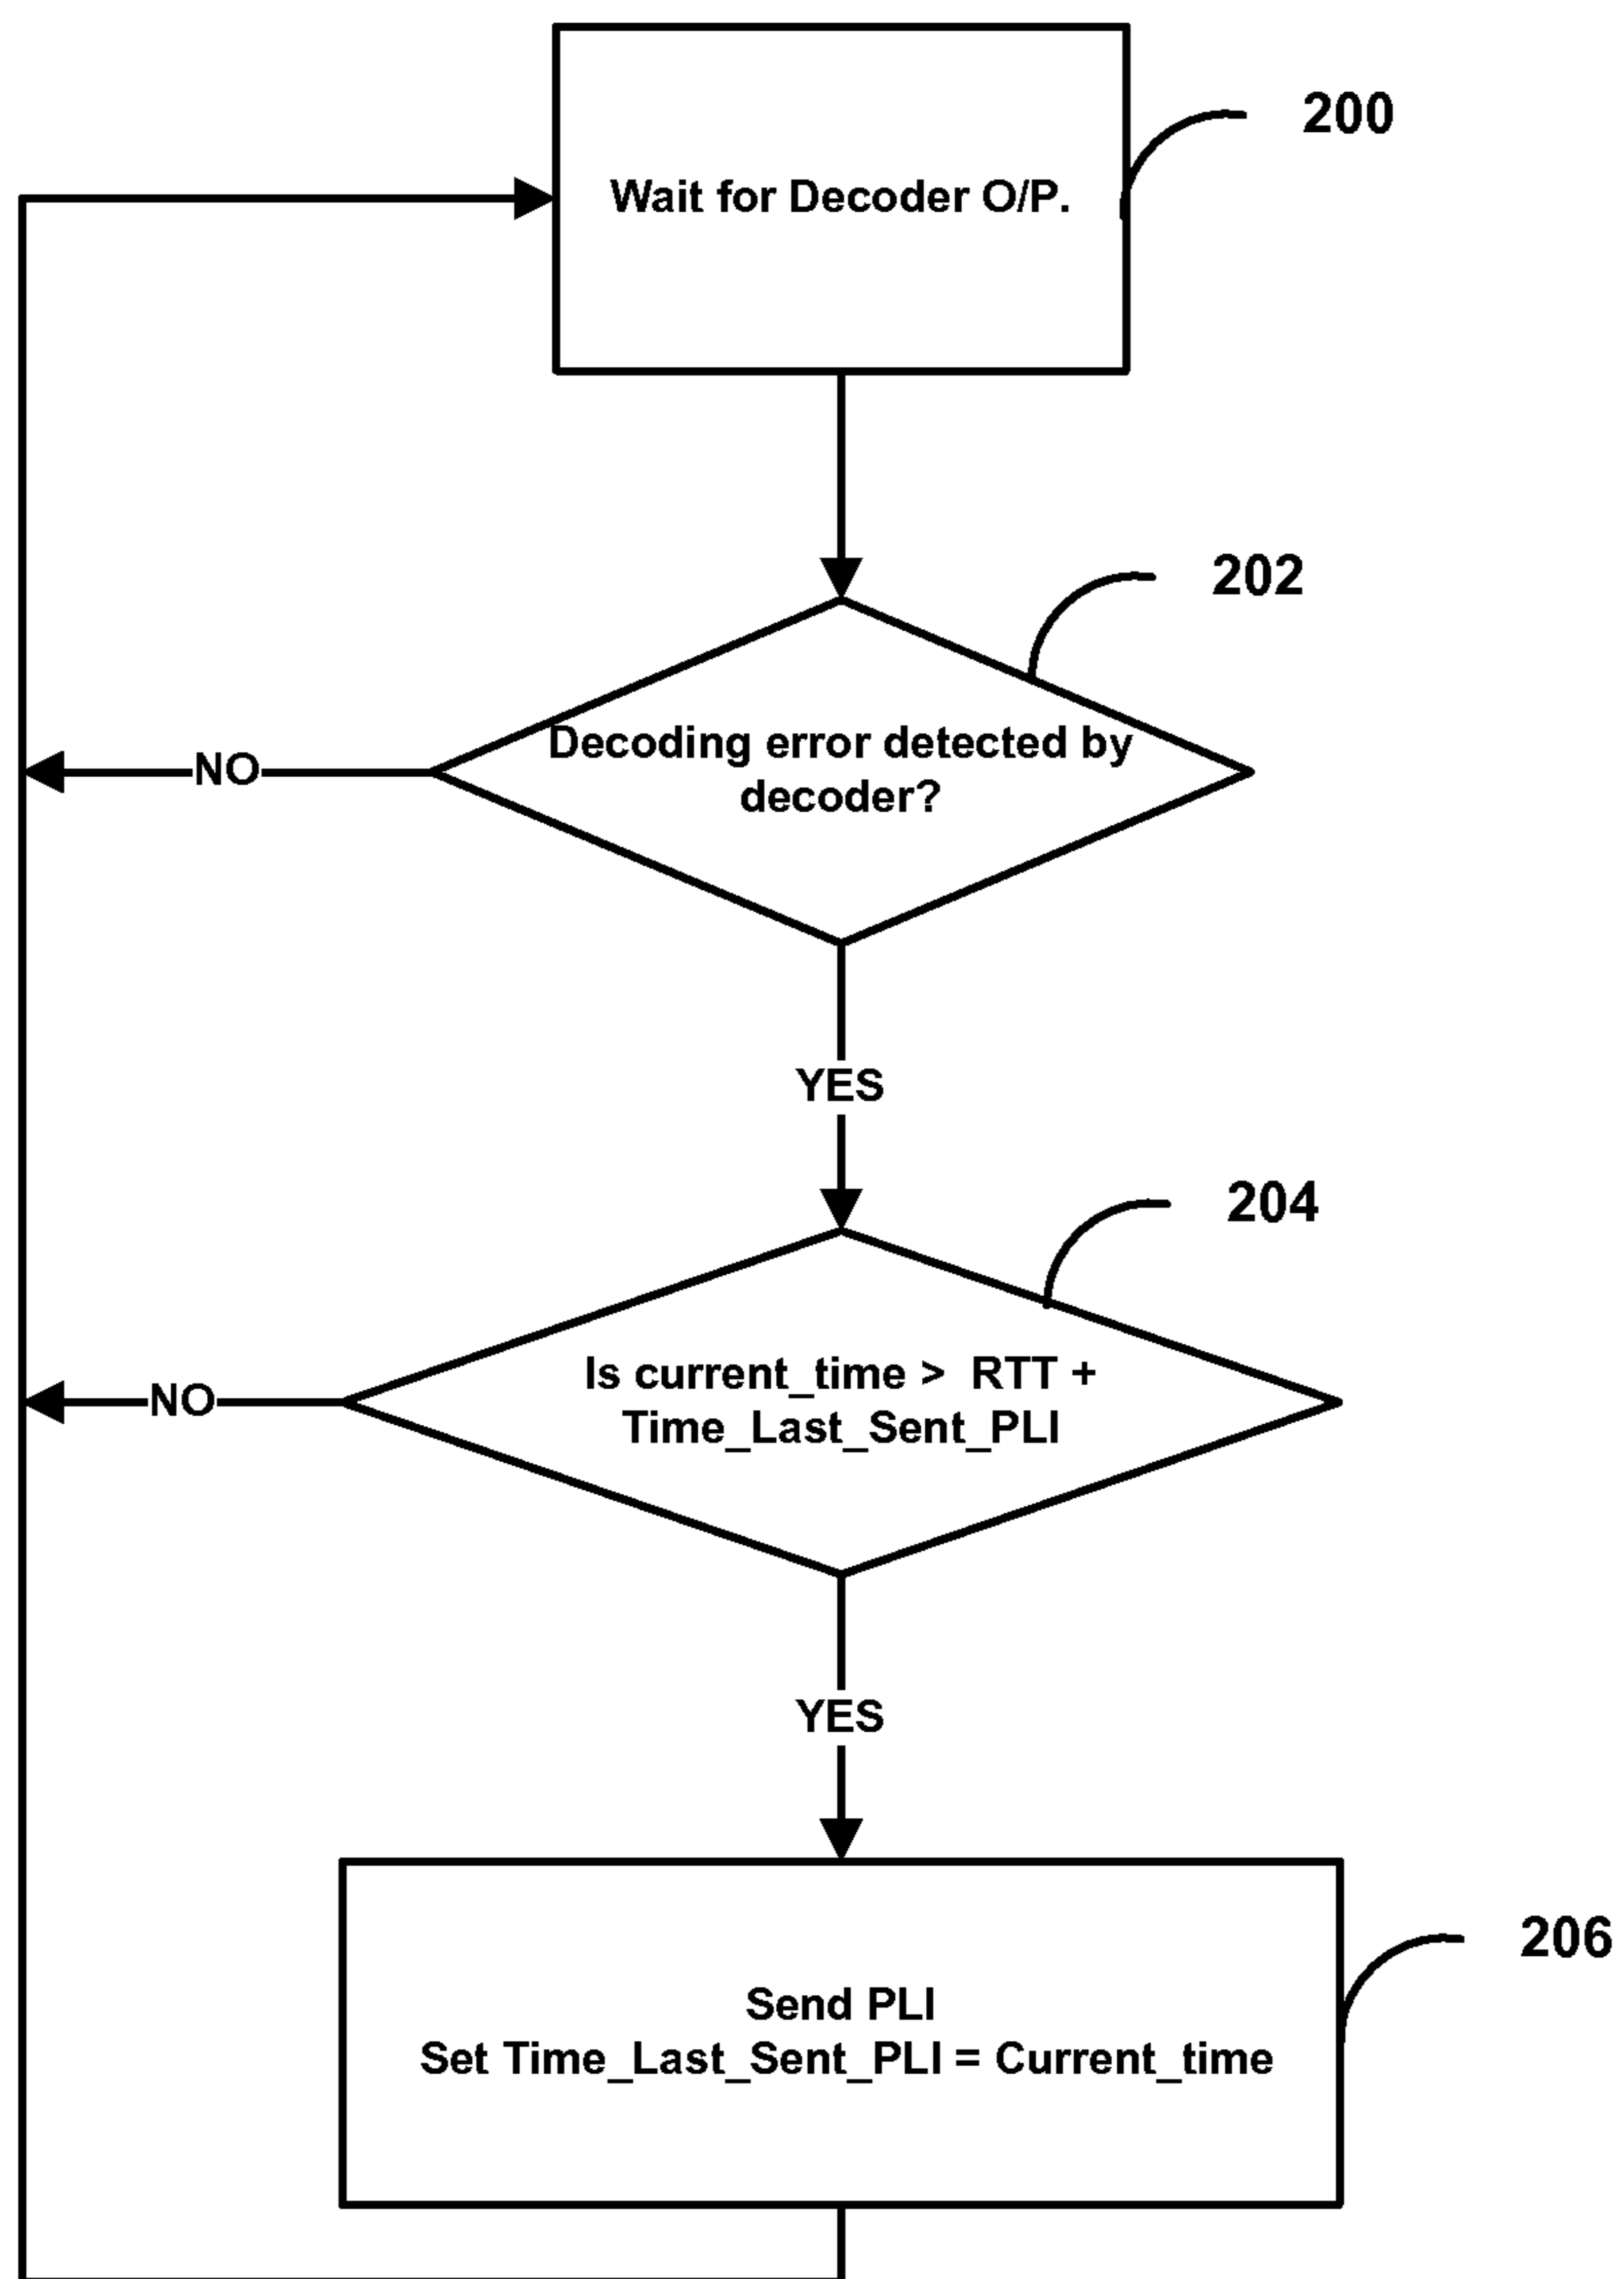 200
Wait for Decoder O/P.
202
Decoding error detected by
decoder?
NO
YES
204
Is current_time > RTT +
Time_Last_Sent_PLI
NO
YES
206
Send PLI
Set Time_Last_Sent_PLI = Current_time